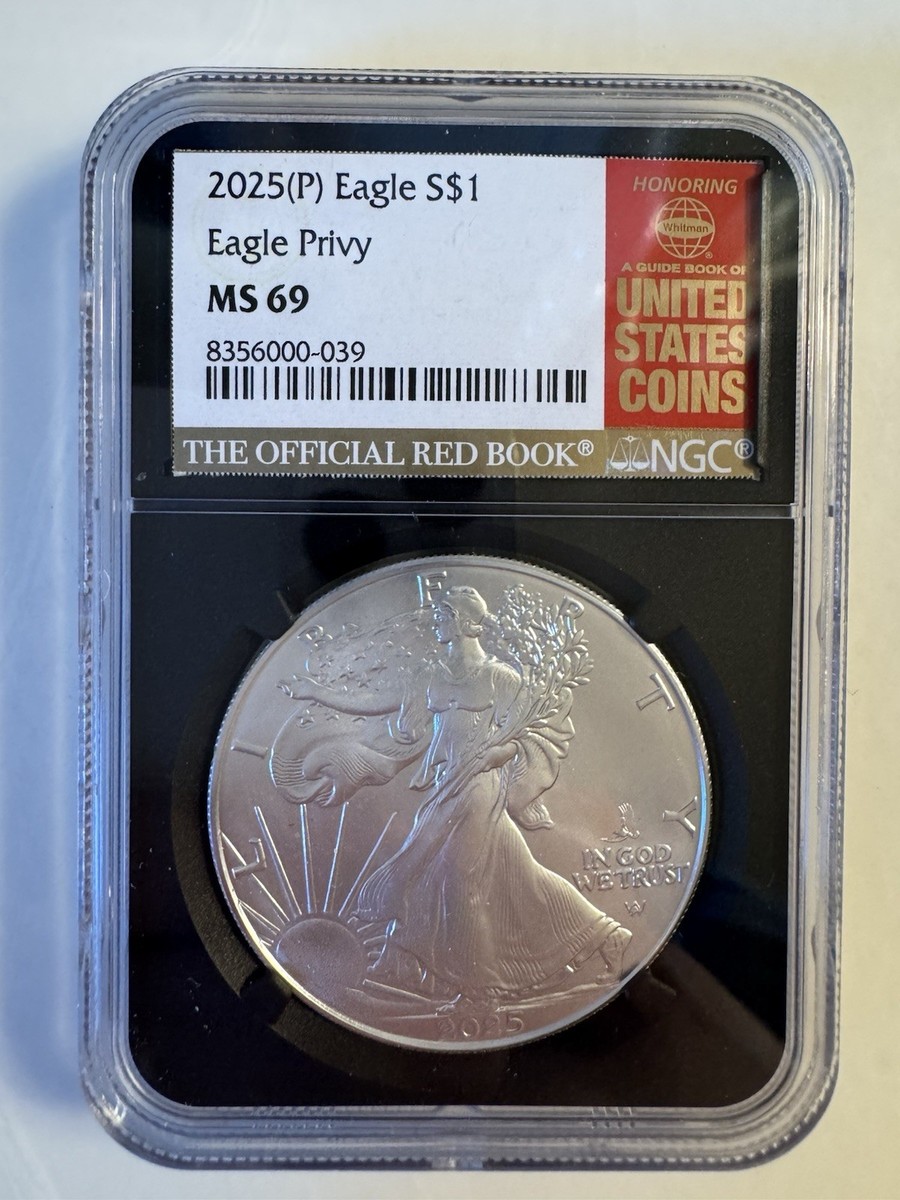 2025(P) Eagle S$1
Eagle Privy
MS 69
8356000-039
HONORING
Whitman®
A GUIDE BOOK OF
UNITED
STATES
COINS
THE OFFICIAL RED BOOK® NGC®
LIBERTY
IN GOD
WE TRUST
W
2025